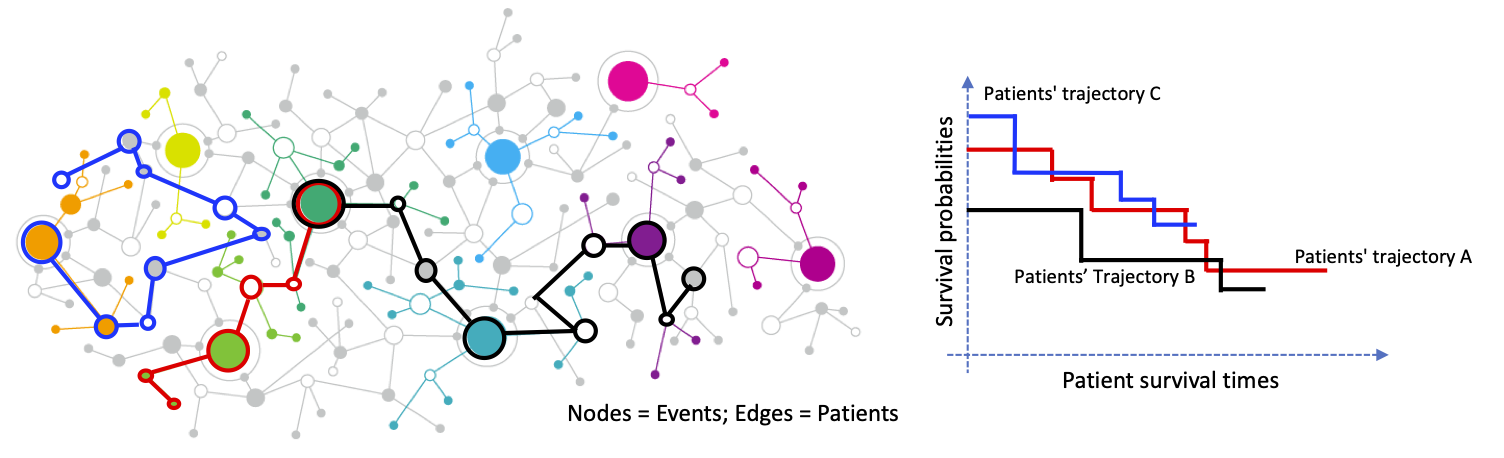 Nodes = Events; Edges = Patients
Survival probabilities
Patients' trajectory C
Patients' trajectory A
Patients’ Trajectory B
Patient survival times